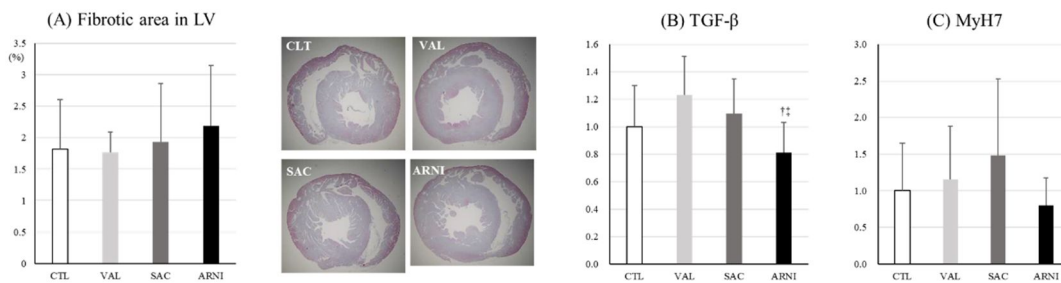 (A) Fibrotic area in LV
3.5
(%)
3
2.5
2
1.5
1
0.5
0
CTL VAL SAC ARNI
CLT
VAL
SAC
ARNI
(B) TGF-β
1.6
1.4
1.2
1.0
0.8
0.6
0.4
0.2
0.0
†‡
CTL VAL SAC ARNI
(C) MyH7
3.0
2.5
2.0
1.5
1.0
0.5
0.0
CTL VAL SAC ARNI